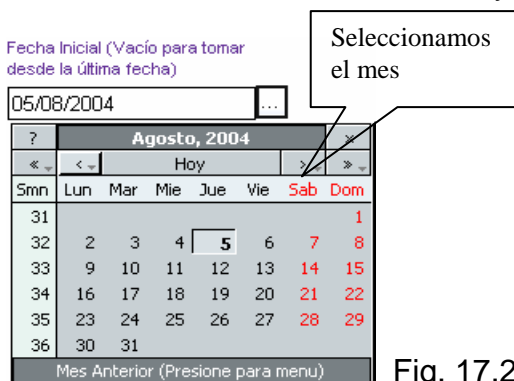 Seleccionamos
el mes
Fecha Inicial (Vacío para tomar
desde la última fecha)
05/08/2004 ...
? Agosto, 2004 ×
« < Hoy > »
Smn Lun Mar Mie Jue Vie Sab Dom
31 1
32 2 3 4 5 6 7 8
33 9 10 11 12 13 14 15
34 16 17 18 19 20 21 22
35 23 24 25 26 27 28 29
36 30 31
Mes Anterior (Presione para menu)
Fig. 17.2